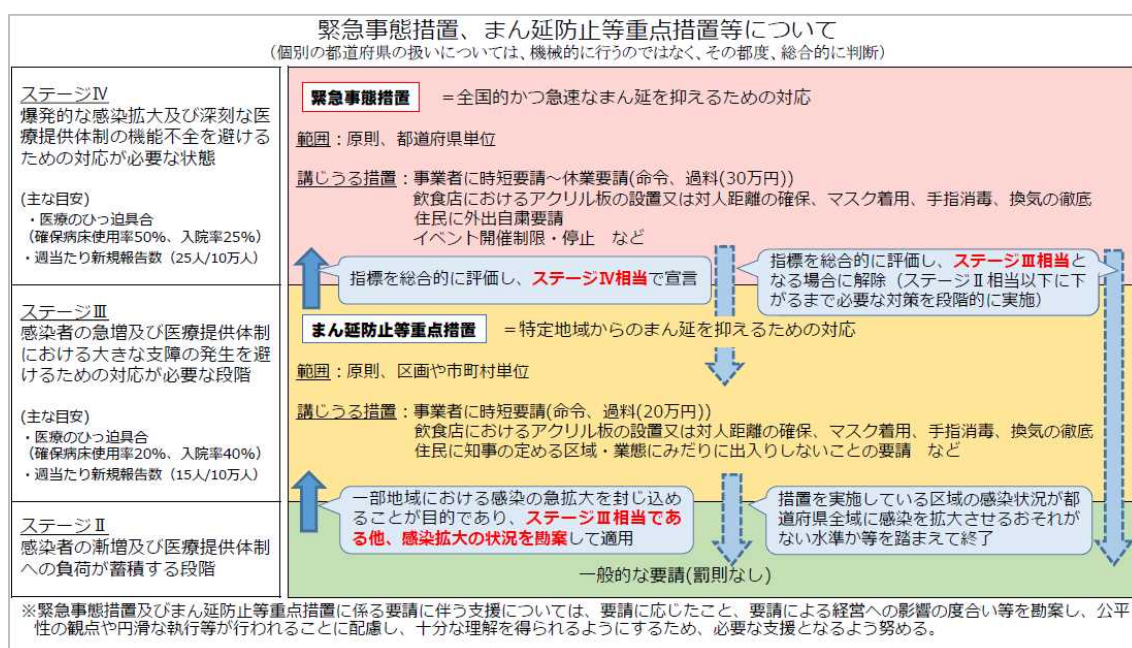 緊急事態措置、まん延防止等重点措置等について
（個別の都道府県の扱いについては、機械的に行うのではなく、その都度、総合的に判断）
ステージⅣ
爆発的な感染拡大及び深刻な医
療提供体制の機能不全を避ける
ための対応が必要な状態
(主な目安)
・医療のひっ迫具合
（確保病床使用率50%、入院率25%）
・週当たり新規報告数（25人/10万人）
緊急事態措置 ＝全国的かつ急速なまん延を抑えるための対応
範囲：原則、都道府県単位
講じうる措置：事業者に時短要請～休業要請(命令、過料(30万円))
飲食店におけるアクリル板の設置又は対人距離の確保、マスク着用、手指消毒、換気の徹底
住民に外出自粛要請
イベント開催制限・停止　など
指標を総合的に評価し、ステージⅣ相当で宣言
指標を総合的に評価し、ステージⅢ相当と
なる場合に解除（ステージⅡ相当以下に下
がるまで必要な対策を段階的に実施）
ステージⅢ
感染者の急増及び医療提供体制
における大きな支障の発生を避
けるための対応が必要な段階
(主な目安)
・医療のひっ迫具合
（確保病床使用率20%、入院率40%）
・週当たり新規報告数（15人/10万人）
まん延防止等重点措置 ＝特定地域からのまん延を抑えるための対応
範囲：原則、区画や市町村単位
講じうる措置：事業者に時短要請(命令、過料(20万円))
飲食店におけるアクリル板の設置又は対人距離の確保、マスク着用、手指消毒、換気の徹底
住民に知事の定める区域・業態にみだりに出入りしないことの要請　など
一部地域における感染の急拡大を封じ込め
ることが目的であり、ステージⅢ相当であ
る他、感染拡大の状況を勘案して適用
措置を実施している区域の感染状況が都
道府県全域に感染を拡大させるおそれが
ない水準か等を踏まえて終了
ステージⅡ
感染者の漸増及び医療提供体制
への負荷が蓄積する段階
一般的な要請(罰則なし)
※緊急事態措置及びまん延防止等重点措置に係る要請に伴う支援については、要請に応じたこと、要請による経営への影響の度合い等を勘案し、公平
性の観点や円滑な執行等が行われることに配慮し、十分な理解を得られるようにするため、必要な支援となるよう努める。